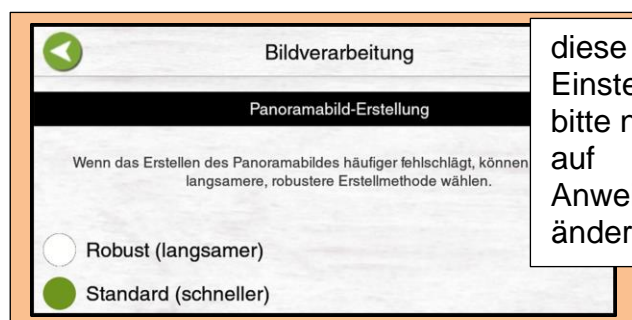 Bildverarbeitung
Panoramabild-Erstellung
Wenn das Erstellen des Panoramabildes häufiger fehlschlägt, können
langsamere, robustere Erstellmethode wählen.
Robust (langsamer)
Standard (schneller)
diese
bitte
auf